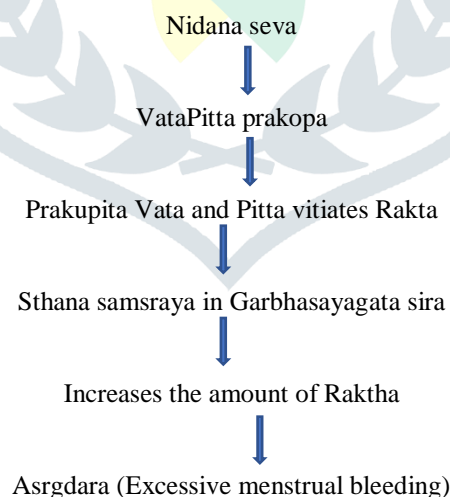 Nidana seva
VataPitta prakopa
Prakupita Vata and Pitta vitiates Rakta
Sthana samsraya in Garbhasayagata sira
Increases the amount of Raktha
Asrgdara (Excessive menstrual bleeding)